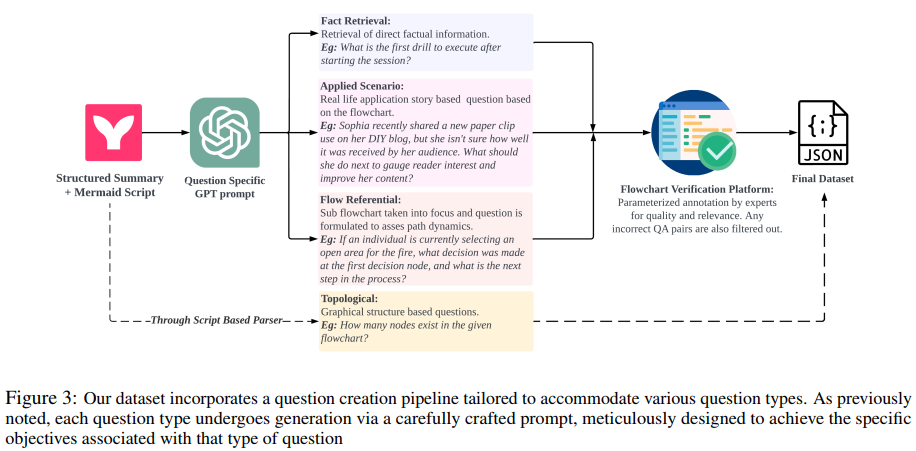 Fact Retrieval:
Retrieval of direct factual information.
Eg: What is the first drill to execute after
starting the session?
Applied Scenario:
Real life application story based question based
on the flowchart.
Eg: Sophia recently shared a new paper clip
use on her DIY blog, but she isn't sure how well
it was received by her audience. What should
she do next to gauge reader interest and
improve her content?
Structured Summary
+ Mermaid Script
Question Specific
GPT prompt
Flow Referential:
Sub flowchart taken into focus and question is
formulated to asses path dynamics.
Eg: If an individual is currently selecting an
open area for the fire, what decision was made
at the first decision node, and what is the next
step in the process?
Topological:
Graphical structure based questions.
Eg: How many nodes exist in the given
flowchart?
Through Script Based Parser
Flowchart Verification Platform:
Parameterized annotation by experts
for quality and relevance. Any
incorrect QA pairs are also filtered out.
{;}
JSON
Final Dataset
Figure 3: Our dataset incorporates a question creation pipeline tailored to accommodate various question types. As previously
noted, each question type undergoes generation via a carefully crafted prompt, meticulously designed to achieve the specific
objectives associated with that type of question